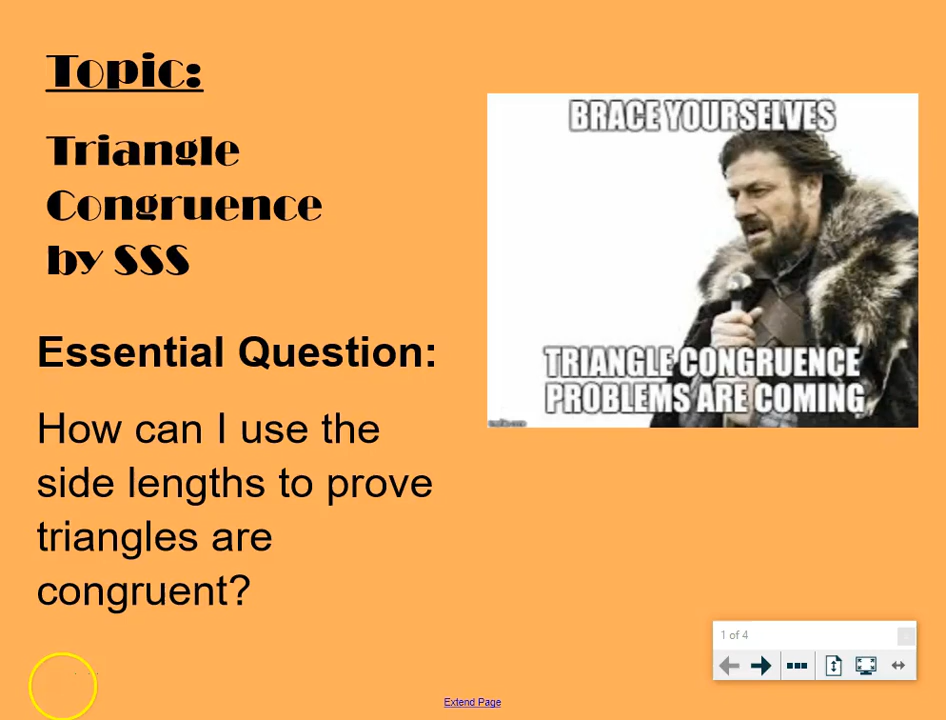 Topic:
Triangle
Congruence
by SSS
Essential Question:
How can I use the
side lengths to prove
triangles are
congruent?
BRACE YOURSELVES
TRIANGLE CONGRUENCE
PROBLEMS ARE COMING
1 of 4
Extend Page